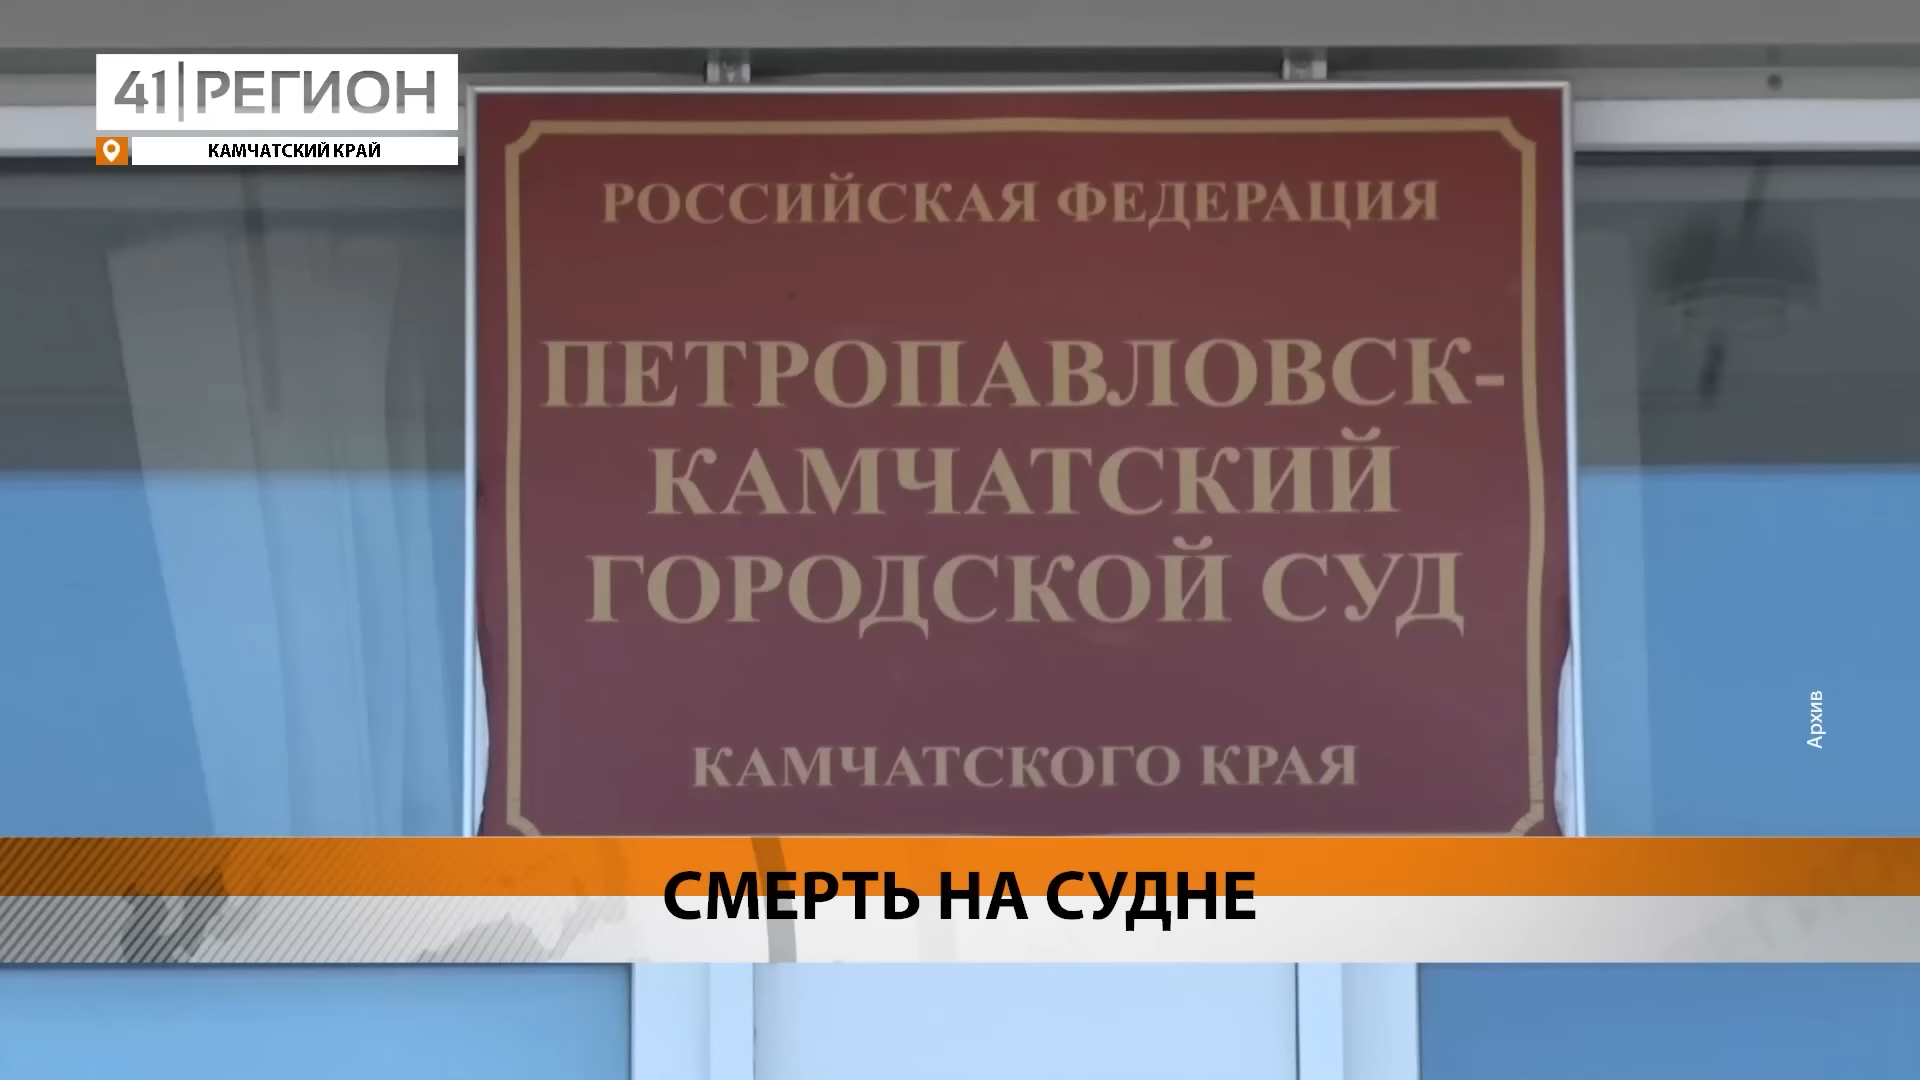 41 РЕГИОН
КАМЧАТСКИЙ КРАЙ
РОССИЙСКАЯ ФЕДЕРАЦИЯ
ПЕТРОПАВЛОВСК-
КАМЧАТСКИЙ
ГОРОДСКОЙ СУД
КАМЧАТСКОГО КРАЯ
Архив
СМЕРТЬ НА СУДНЕ